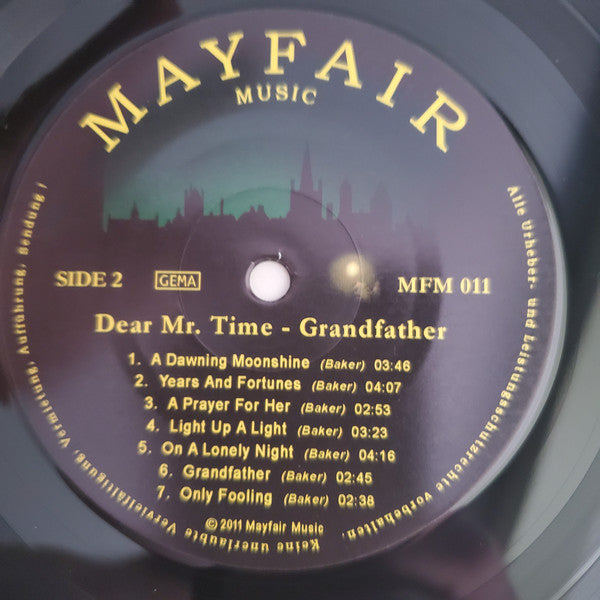 MAYFAIR
MUSIC
SIDE 2
GEMA
MFM 011
Dear Mr. Time - Grandfather
1. A Dawning Moonshine (Baker) 03:46
2. Years And Fortunes (Baker) 04:07
3. A Prayer For Her (Baker) 02:53
4. Light Up A Light (Baker) 03:23
5. On A Lonely Night (Baker) 04:16
6. Grandfather (Baker) 02:45
7. Only Fooling (Baker) 02:38
© 2011 Mayfair Music
Alle Urheber- und Leistungsschutzrechte vorbehalten. Keine unerlaubte Vervielfältigung, Vermietung, Aufführung, Sendung !